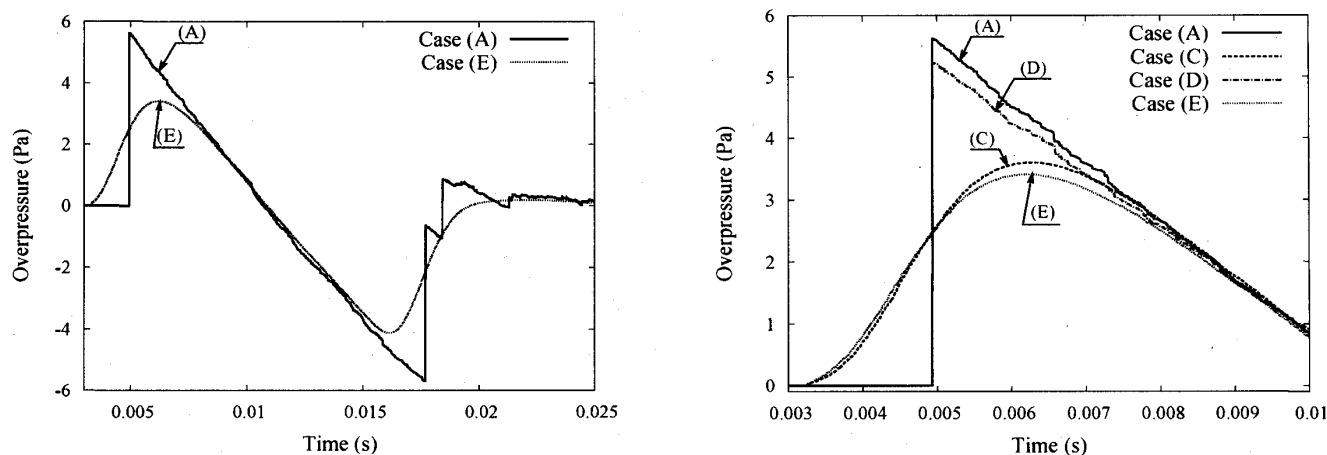 6
4
2
0
-2
-4
-6
Overpressure (Pa)
0.005
0.01
0.015
0.02
0.025
Time (s)
(A)
(E)
Case (A)
Case (E)
6
5
4
3
2
1
0
Overpressure (Pa)
0.003
0.004
0.005
0.006
0.007
0.008
0.009
0.01
Time (s)
(A)
(D)
(C)
(E)
Case (A)
Case (C)
Case (D)
Case (E)